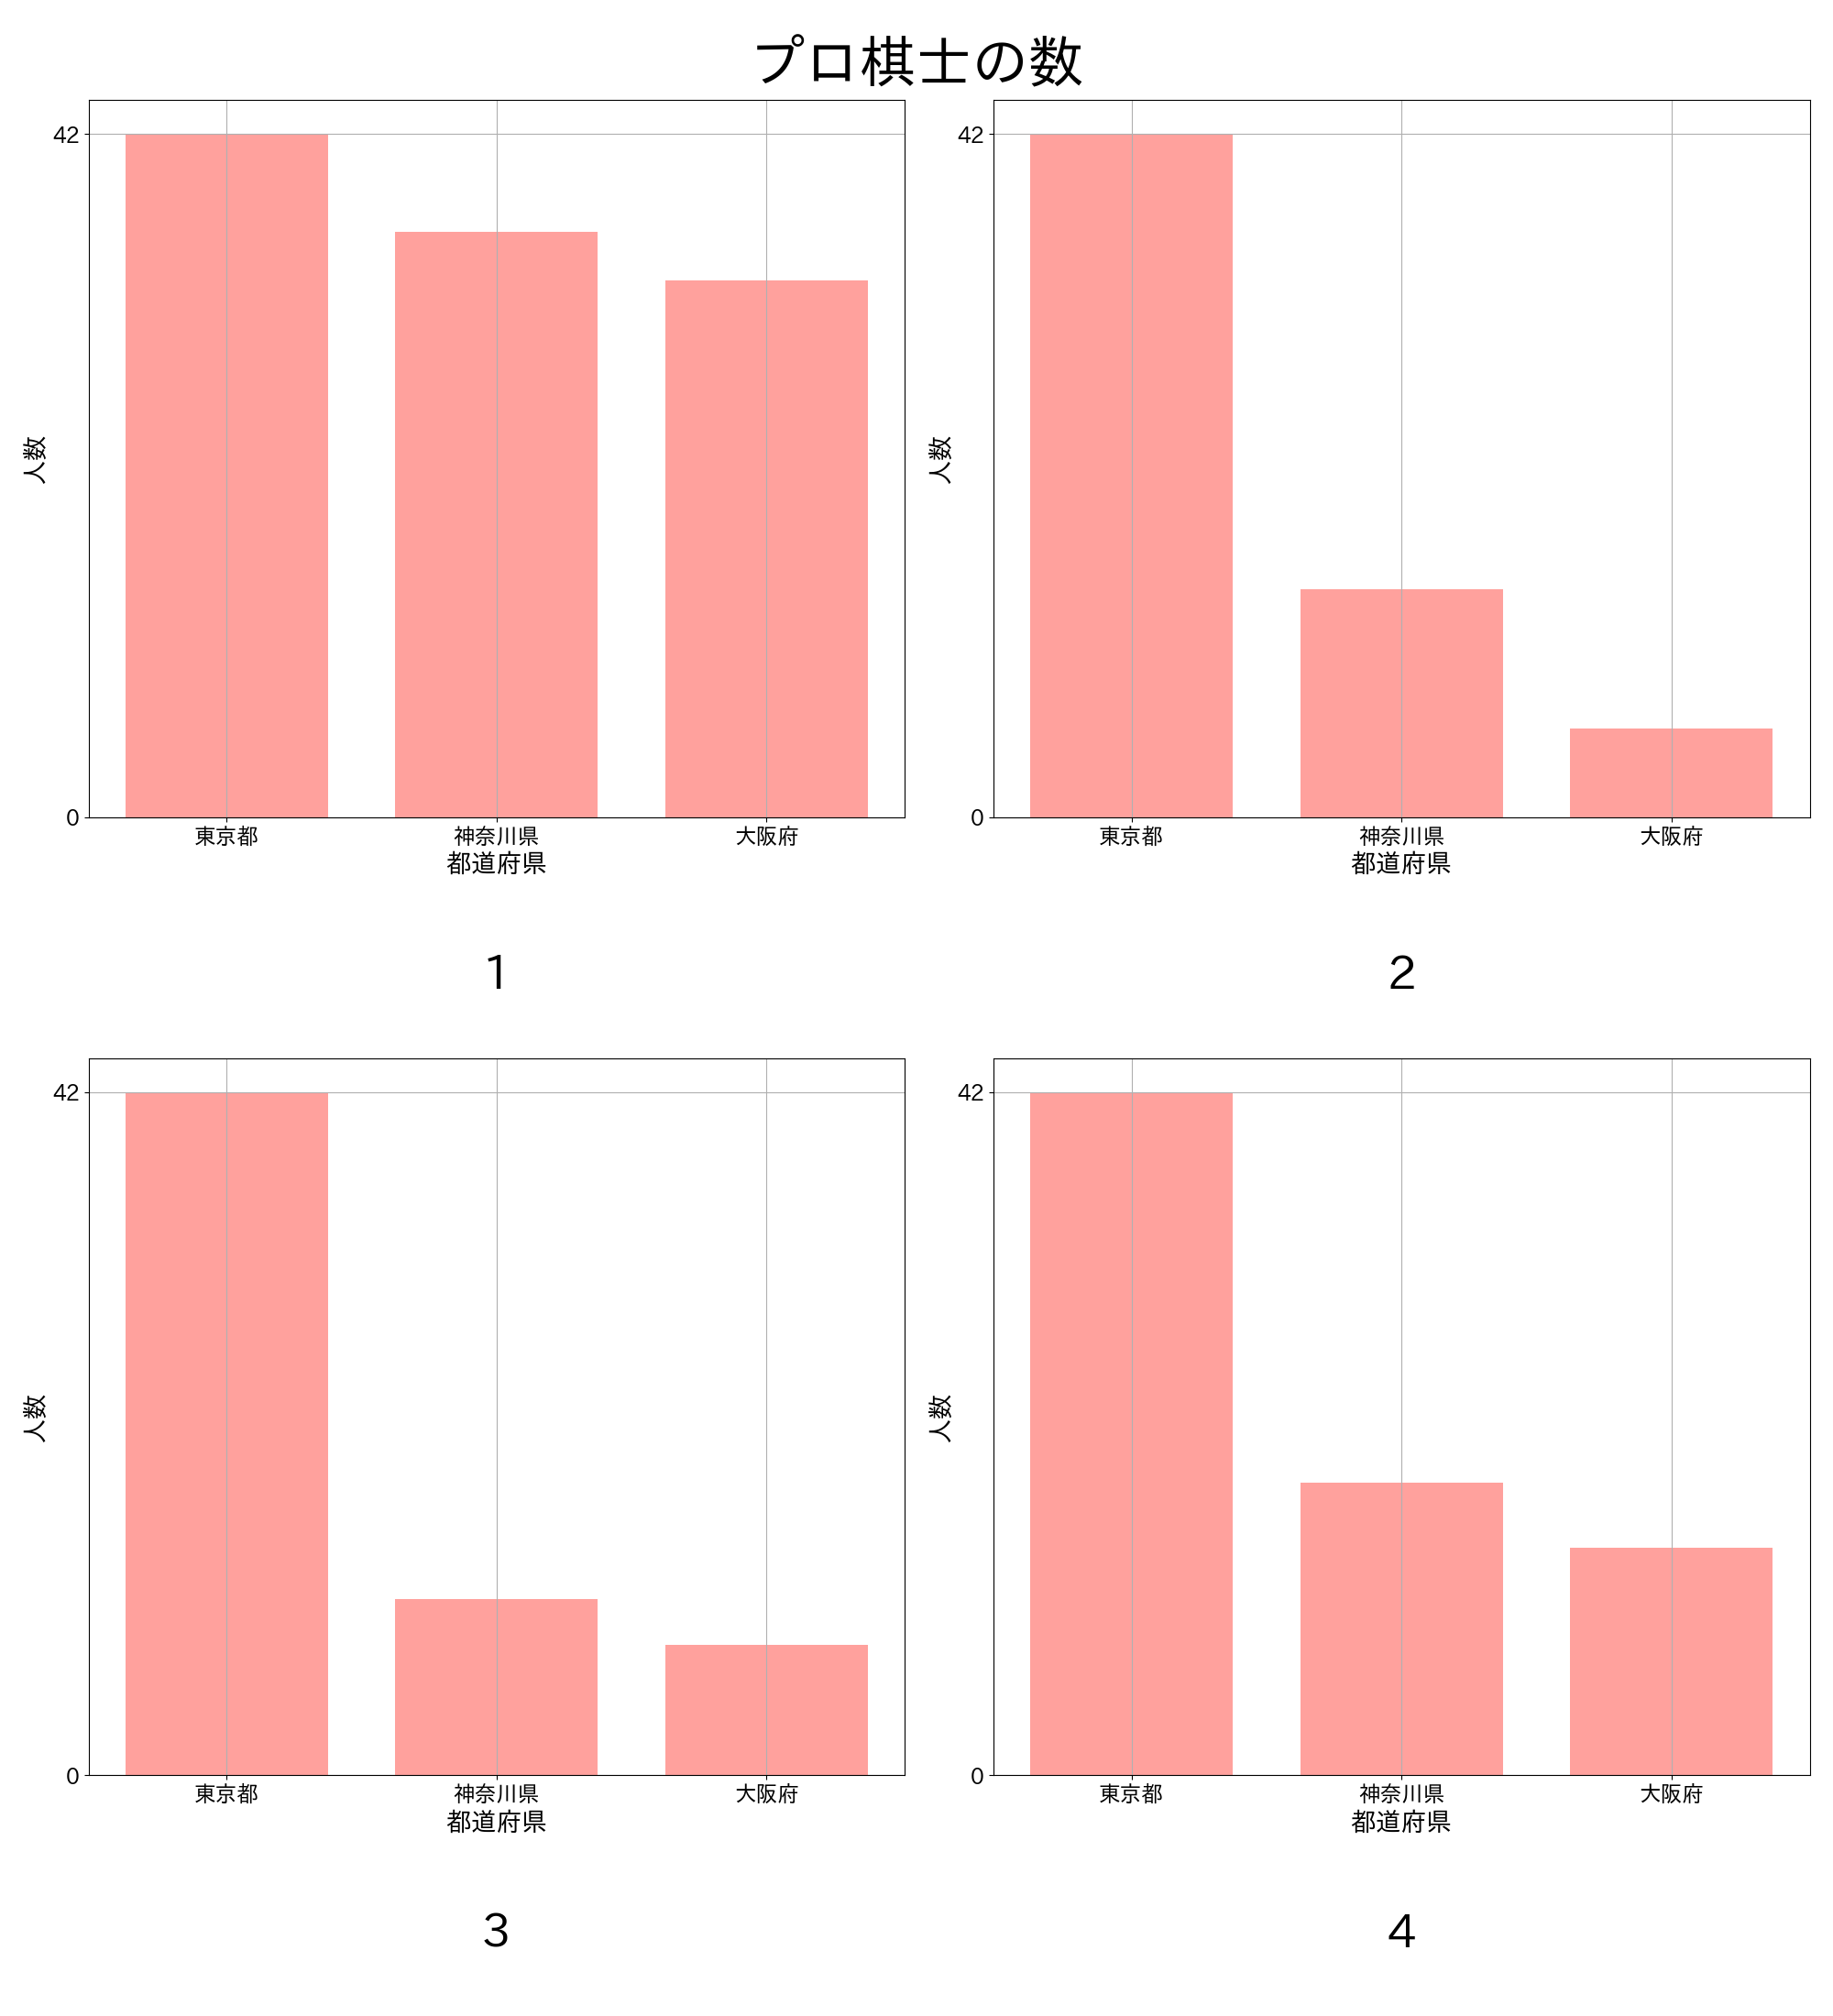 プロ棋士の数
42
0
人数
東京都 神奈川県 大阪府
都道府県
1
42
0
人数
東京都 神奈川県 大阪府
都道府県
2
42
0
人数
東京都 神奈川県 大阪府
都道府県
3
42
0
人数
東京都 神奈川県 大阪府
都道府県
4